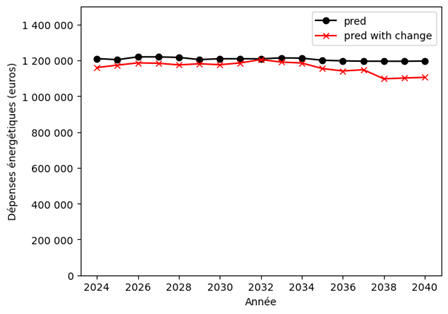 pred
pred with change
1 400 000
1 200 000
1 000 000
800 000
600 000
400 000
200 000
0
Dépenses énergétiques (euros)
2024 2026 2028 2030 2032 2034 2036 2038 2040
Année